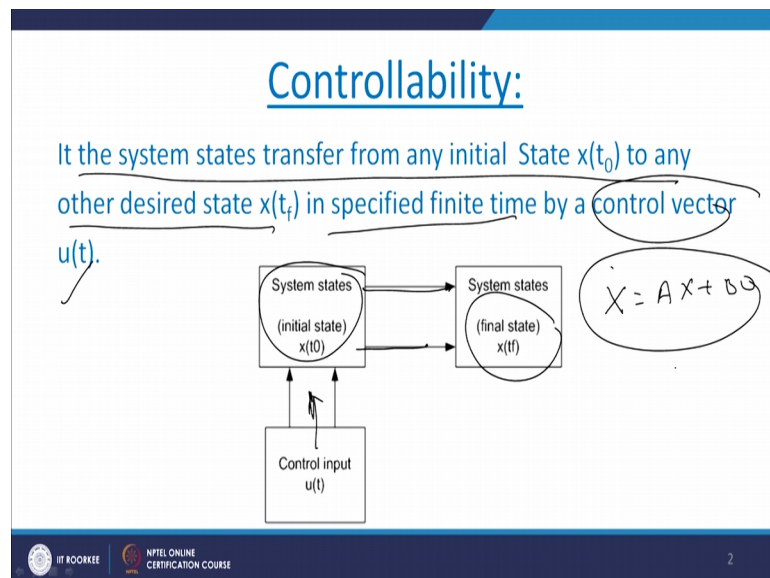 Controllability:
It the system states transfer from any initial State x(t₀) to any
other desired state x(t_f) in specified finite time by a control vector
u(t).
System states
(initial state)
x(t0)
System states
(final state)
x(tf)
Ẋ = AX + BU
Control input
u(t)
IIT ROORKEE
NPTEL ONLINE
CERTIFICATION COURSE
2